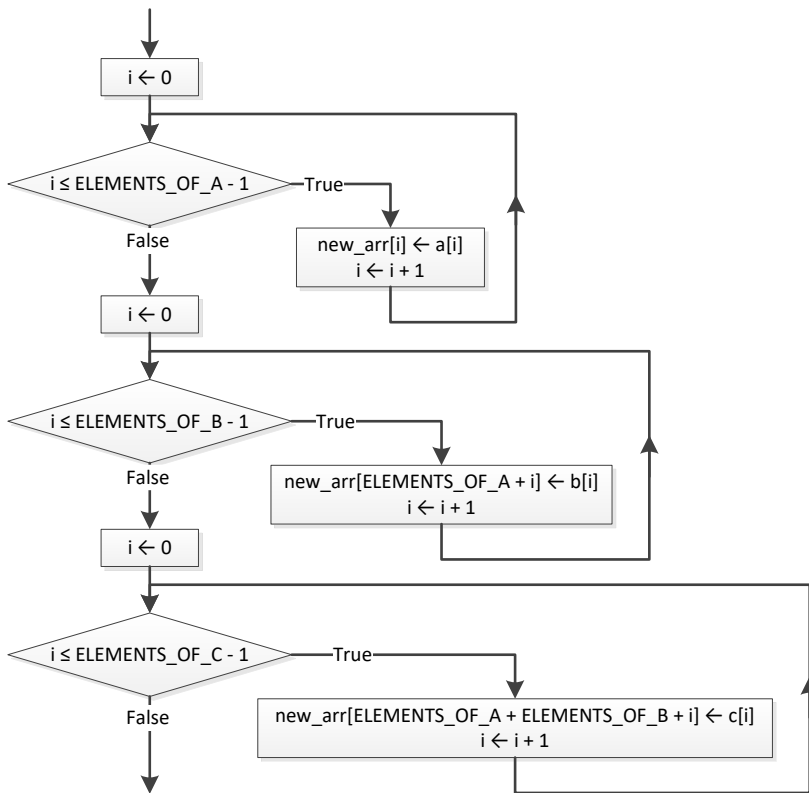 i ← 0
i ≤ ELEMENTS_OF_A - 1
True
False
new_arr[i] ← a[i]
i ← i + 1
i ← 0
i ≤ ELEMENTS_OF_B - 1
True
False
new_arr[ELEMENTS_OF_A + i] ← b[i]
i ← i + 1
i ← 0
i ≤ ELEMENTS_OF_C - 1
True
False
new_arr[ELEMENTS_OF_A + ELEMENTS_OF_B + i] ← c[i]
i ← i + 1